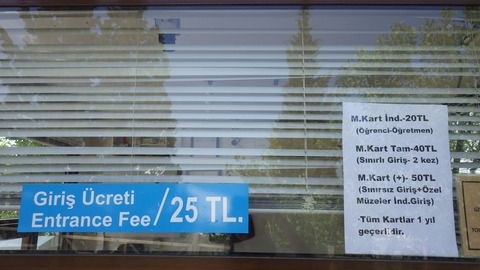 Giriş Ücreti
Entrance Fee / 25 TL.
M.Kart İnd.-20TL
(Öğrenci-Öğretmen)
M.Kart Tam-40TL
(Sınırlı Giriş- 2 kez)
M.Kart (+)- 50TL
(Sınırsız Giriş+Özel
Müzeler İnd.Giriş)
·Tüm Kartlar 1 yıl
geçerlidir.